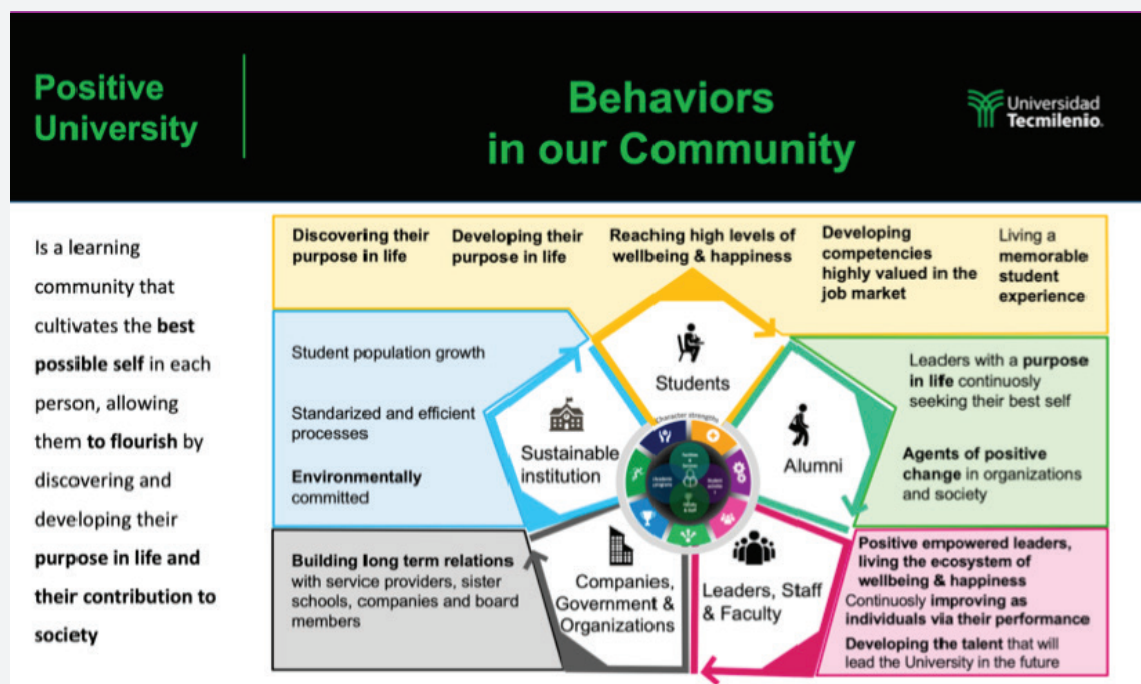 Positive
University
Behaviors
in our Community
Universidad
Tecmilenio.
Is a learning
community that
cultivates the best
possible self in each
person, allowing
them to flourish by
discovering and
developing their
purpose in life and
their contribution to
society
Discovering their
purpose in life
Developing their
purpose in life
Reaching high levels of
wellbeing & happiness
Developing
competencies
highly valued in the
job market
Living a
memorable
student
experience
Student population growth
Standarized and efficient
processes
Environmentally
committed
Building long term relations
with service providers, sister
schools, companies and board
members
Students
Sustainable
institution
Alumni
Character strengths
Companies,
Government &
Organizations
Leaders, Staff
& Faculty
Leaders with a purpose
in life continuosly
seeking their best self
Agents of positive
change in organizations
and society
Positive empowered leaders,
living the ecosystem of
wellbeing & happiness
Continuosly improving as
individuals via their performance
Developing the talent that will
lead the University in the future